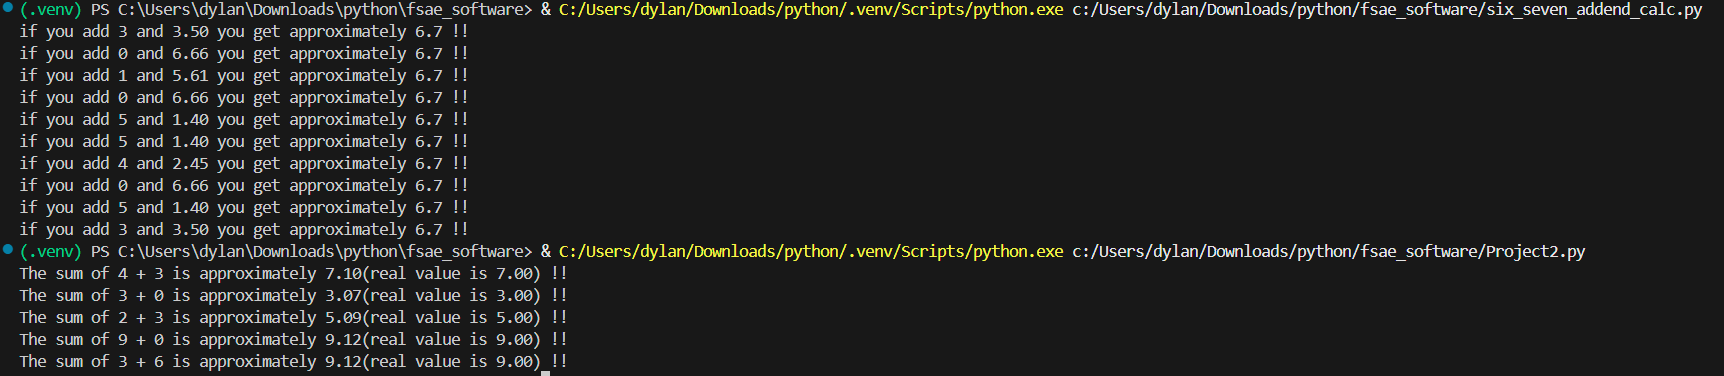 (.venv) PS C:\Users\dylan\Downloads\python\fsae_software> & C:/Users/dylan/Downloads/python/.venv/Scripts/python.exe c:/Users/dylan/Downloads/python/fsae_software/six_seven_addend_calc.py
if you add 3 and 3.50 you get approximately 6.7 !!
if you add 0 and 6.66 you get approximately 6.7 !!
if you add 1 and 5.61 you get approximately 6.7 !!
if you add 0 and 6.66 you get approximately 6.7 !!
if you add 5 and 1.40 you get approximately 6.7 !!
if you add 5 and 1.40 you get approximately 6.7 !!
if you add 4 and 2.45 you get approximately 6.7 !!
if you add 0 and 6.66 you get approximately 6.7 !!
if you add 5 and 1.40 you get approximately 6.7 !!
if you add 3 and 3.50 you get approximately 6.7 !!
(.venv) PS C:\Users\dylan\Downloads\python\fsae_software> & C:/Users/dylan/Downloads/python/.venv/Scripts/python.exe c:/Users/dylan/Downloads/python/fsae_software/Project2.py
The sum of 4 + 3 is approximately 7.10(real value is 7.00) !!
The sum of 3 + 0 is approximately 3.07(real value is 3.00) !!
The sum of 2 + 3 is approximately 5.09(real value is 5.00) !!
The sum of 9 + 0 is approximately 9.12(real value is 9.00) !!
The sum of 3 + 6 is approximately 9.12(real value is 9.00) !!